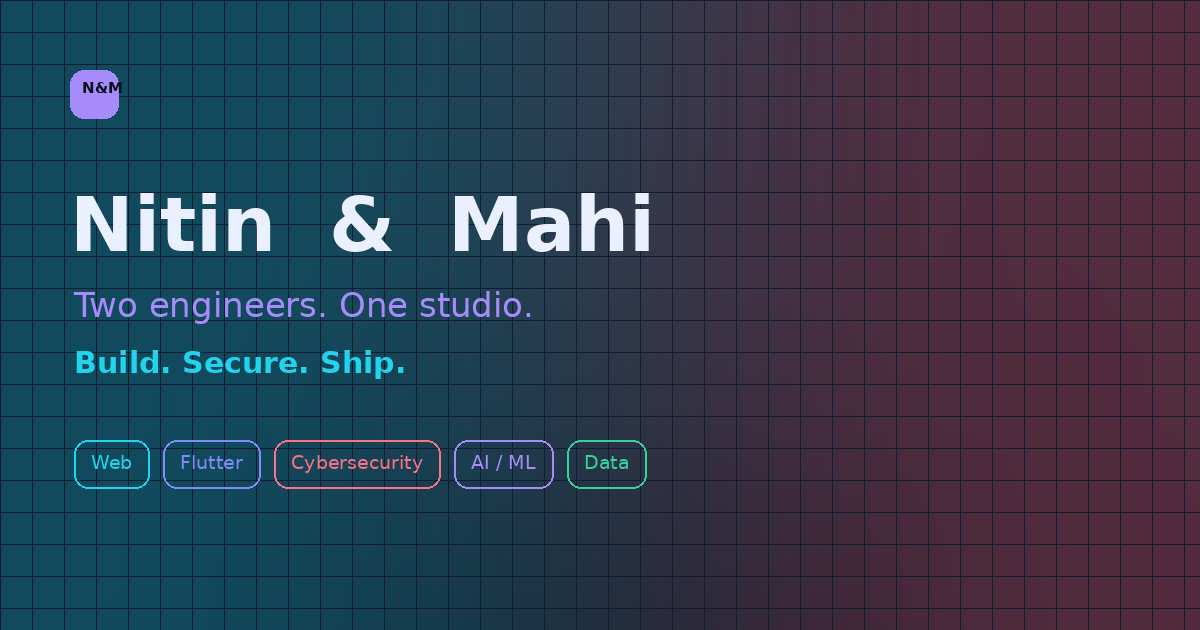 N&M
Nitin & Mahi
Two engineers. One studio.
Build. Secure. Ship.
Web Flutter Cybersecurity AI / ML Data